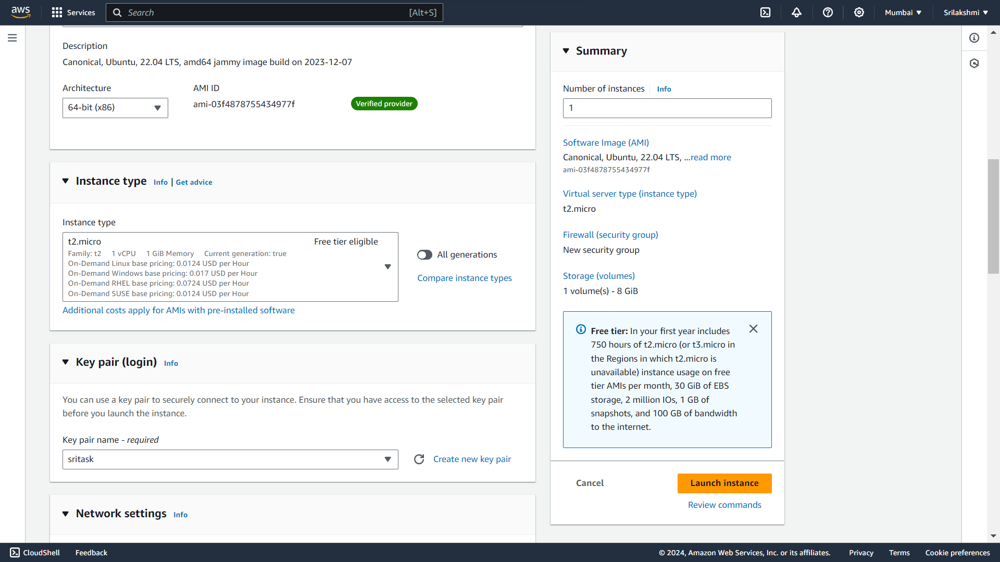 aws
Services
Search
[Alt+S]
Mumbai
Srilakshmi
Description
Canonical, Ubuntu, 22.04 LTS, amd64 jammy image build on 2023-12-07
Architecture
AMI ID
64-bit (x86)
ami-03f4878755434977f
Verified provider
Instance type
Info | Get advice
Instance type
t2.micro
Free tier eligible
Family: t2 1 vCPU 1 GiB Memory Current generation: true
On-Demand Linux base pricing: 0.0124 USD per Hour
On-Demand Windows base pricing: 0.017 USD per Hour
On-Demand RHEL base pricing: 0.0724 USD per Hour
On-Demand SUSE base pricing: 0.0124 USD per Hour
All generations
Compare instance types
Additional costs apply for AMIs with pre-installed software
Key pair (login)
Info
You can use a key pair to securely connect to your instance. Ensure that you have access to the selected key pair
before you launch the instance.
Key pair name - required
sritask
Create new key pair
Network settings
Info
Summary
Number of instances
Info
1
Software Image (AMI)
Canonical, Ubuntu, 22.04 LTS, ...read more
ami-03f4878755434977f
Virtual server type (instance type)
t2.micro
Firewall (security group)
New security group
Storage (volumes)
1 volume(s) - 8 GiB
Free tier: In your first year includes
750 hours of t2.micro (or t3.micro in
the Regions in which t2.micro is
unavailable) instance usage on free
tier AMIs per month, 30 GiB of EBS
storage, 2 million IOs, 1 GB of
snapshots, and 100 GB of bandwidth
to the internet.
Cancel
Launch instance
Review commands
CloudShell
Feedback
© 2024, Amazon Web Services, Inc. or its affiliates.
Privacy
Terms
Cookie preferences